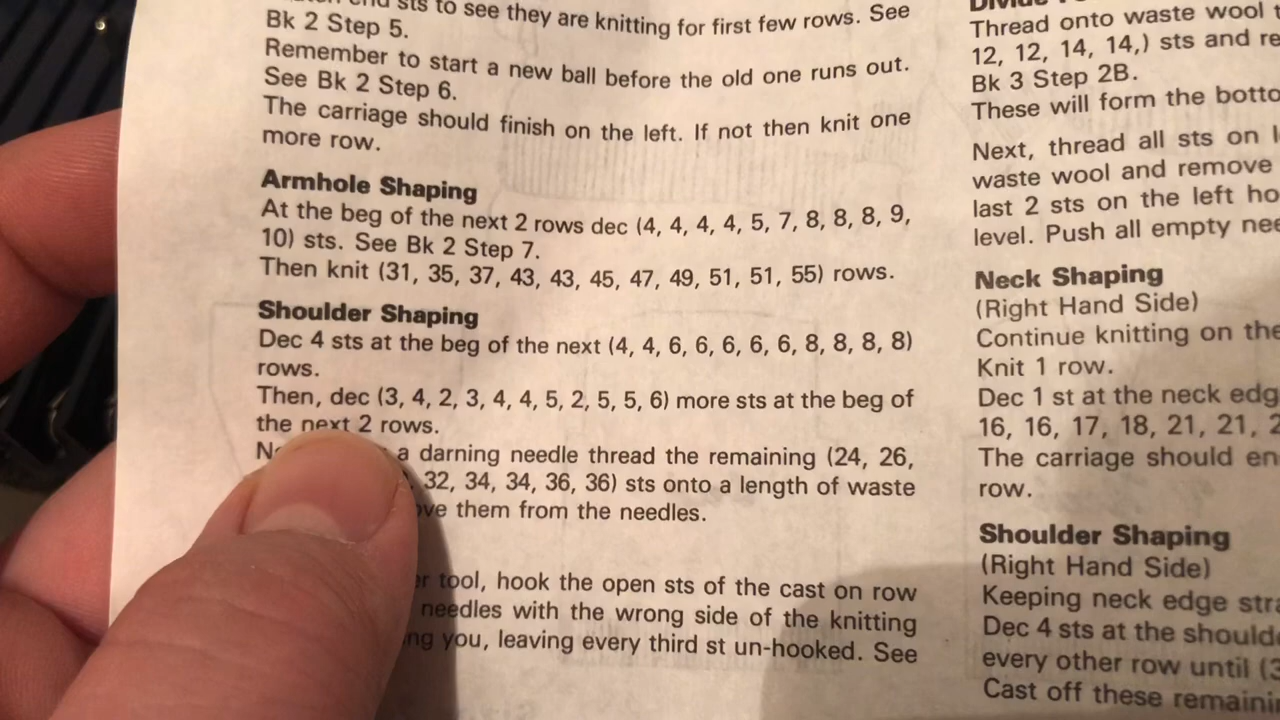 sts to see they are knitting for first few rows. See
Bk 2 Step 5.
Remember to start a new ball before the old one runs out.
See Bk 2 Step 6.
The carriage should finish on the left. If not then knit one
more row.
Armhole Shaping
At the beg of the next 2 rows dec (4, 4, 4, 4, 5, 7, 8, 8, 8, 9,
10) sts. See Bk 2 Step 7.
Then knit (31, 35, 37, 43, 43, 45, 47, 49, 51, 51, 55) rows.
Shoulder Shaping
Dec 4 sts at the beg of the next (4, 4, 6, 6, 6, 6, 6, 8, 8, 8, 8)
rows.
Then, dec (3, 4, 2, 3, 4, 4, 5, 2, 5, 5, 6) more sts at the beg of
the next 2 rows.
a darning needle thread the remaining (24, 26,
32, 34, 34, 36, 36) sts onto a length of waste
them from the needles.
tool, hook the open sts of the cast on row
needles with the wrong side of the knitting
you, leaving every third st un-hooked. See
Thread onto waste wool
12, 12, 14, 14,) sts and
Bk 3 Step 2B.
These will form the
Next, thread all sts on
waste wool and remove
last 2 sts on the left
level. Push all empty
Neck Shaping
(Right Hand Side)
Continue knitting on the
Knit 1 row.
Dec 1 st at the neck
16, 16, 17, 18, 21, 21,
The carriage should
row.
Shoulder Shaping
(Right Hand Side)
Keeping neck edge
Dec 4 sts at the
every other row until
Cast off these